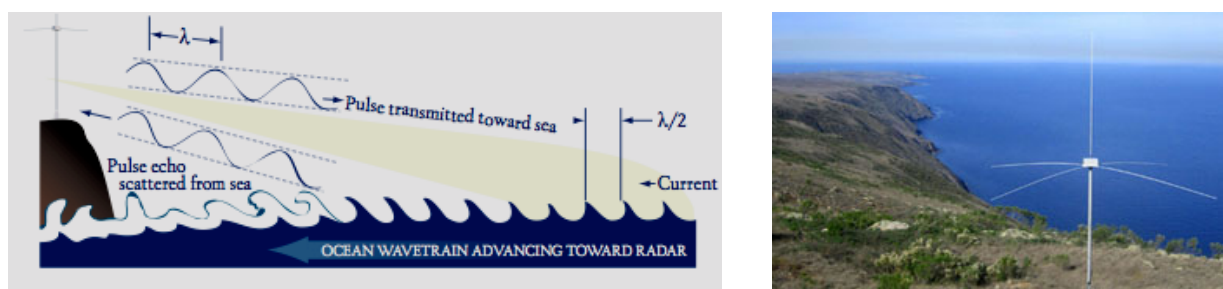 λ
Pulse transmitted toward sea
λ/2
Pulse echo
scattered from sea
Current
OCEAN WAVETRAIN ADVANCING TOWARD RADAR